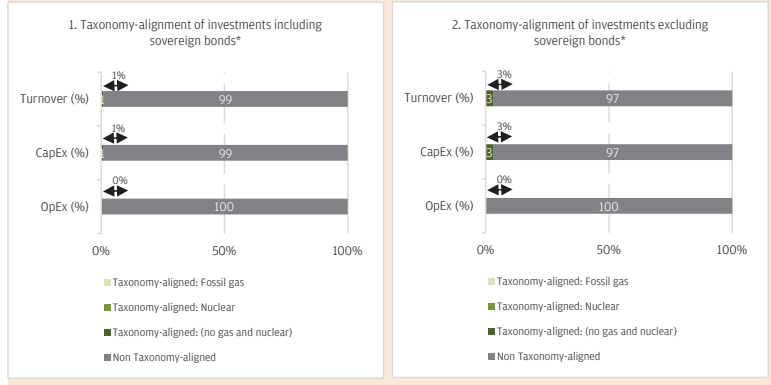 1. Taxonomy-alignment of investments including
sovereign bonds*
1%
Turnover (%)
1
99
1%
CapEx (%)
1
99
0%
OpEx (%)
100
0%
50%
100%
Taxonomy-aligned: Fossil gas
Taxonomy-aligned: Nuclear
Taxonomy-aligned: (no gas and nuclear)
Non Taxonomy-aligned
2. Taxonomy-alignment of investments excluding
sovereign bonds*
3%
Turnover (%)
3
97
3%
CapEx (%)
3
97
0%
OpEx (%)
100
0%
50%
100%
Taxonomy-aligned: Fossil gas
Taxonomy-aligned: Nuclear
Taxonomy-aligned: (no gas and nuclear)
Non Taxonomy-aligned